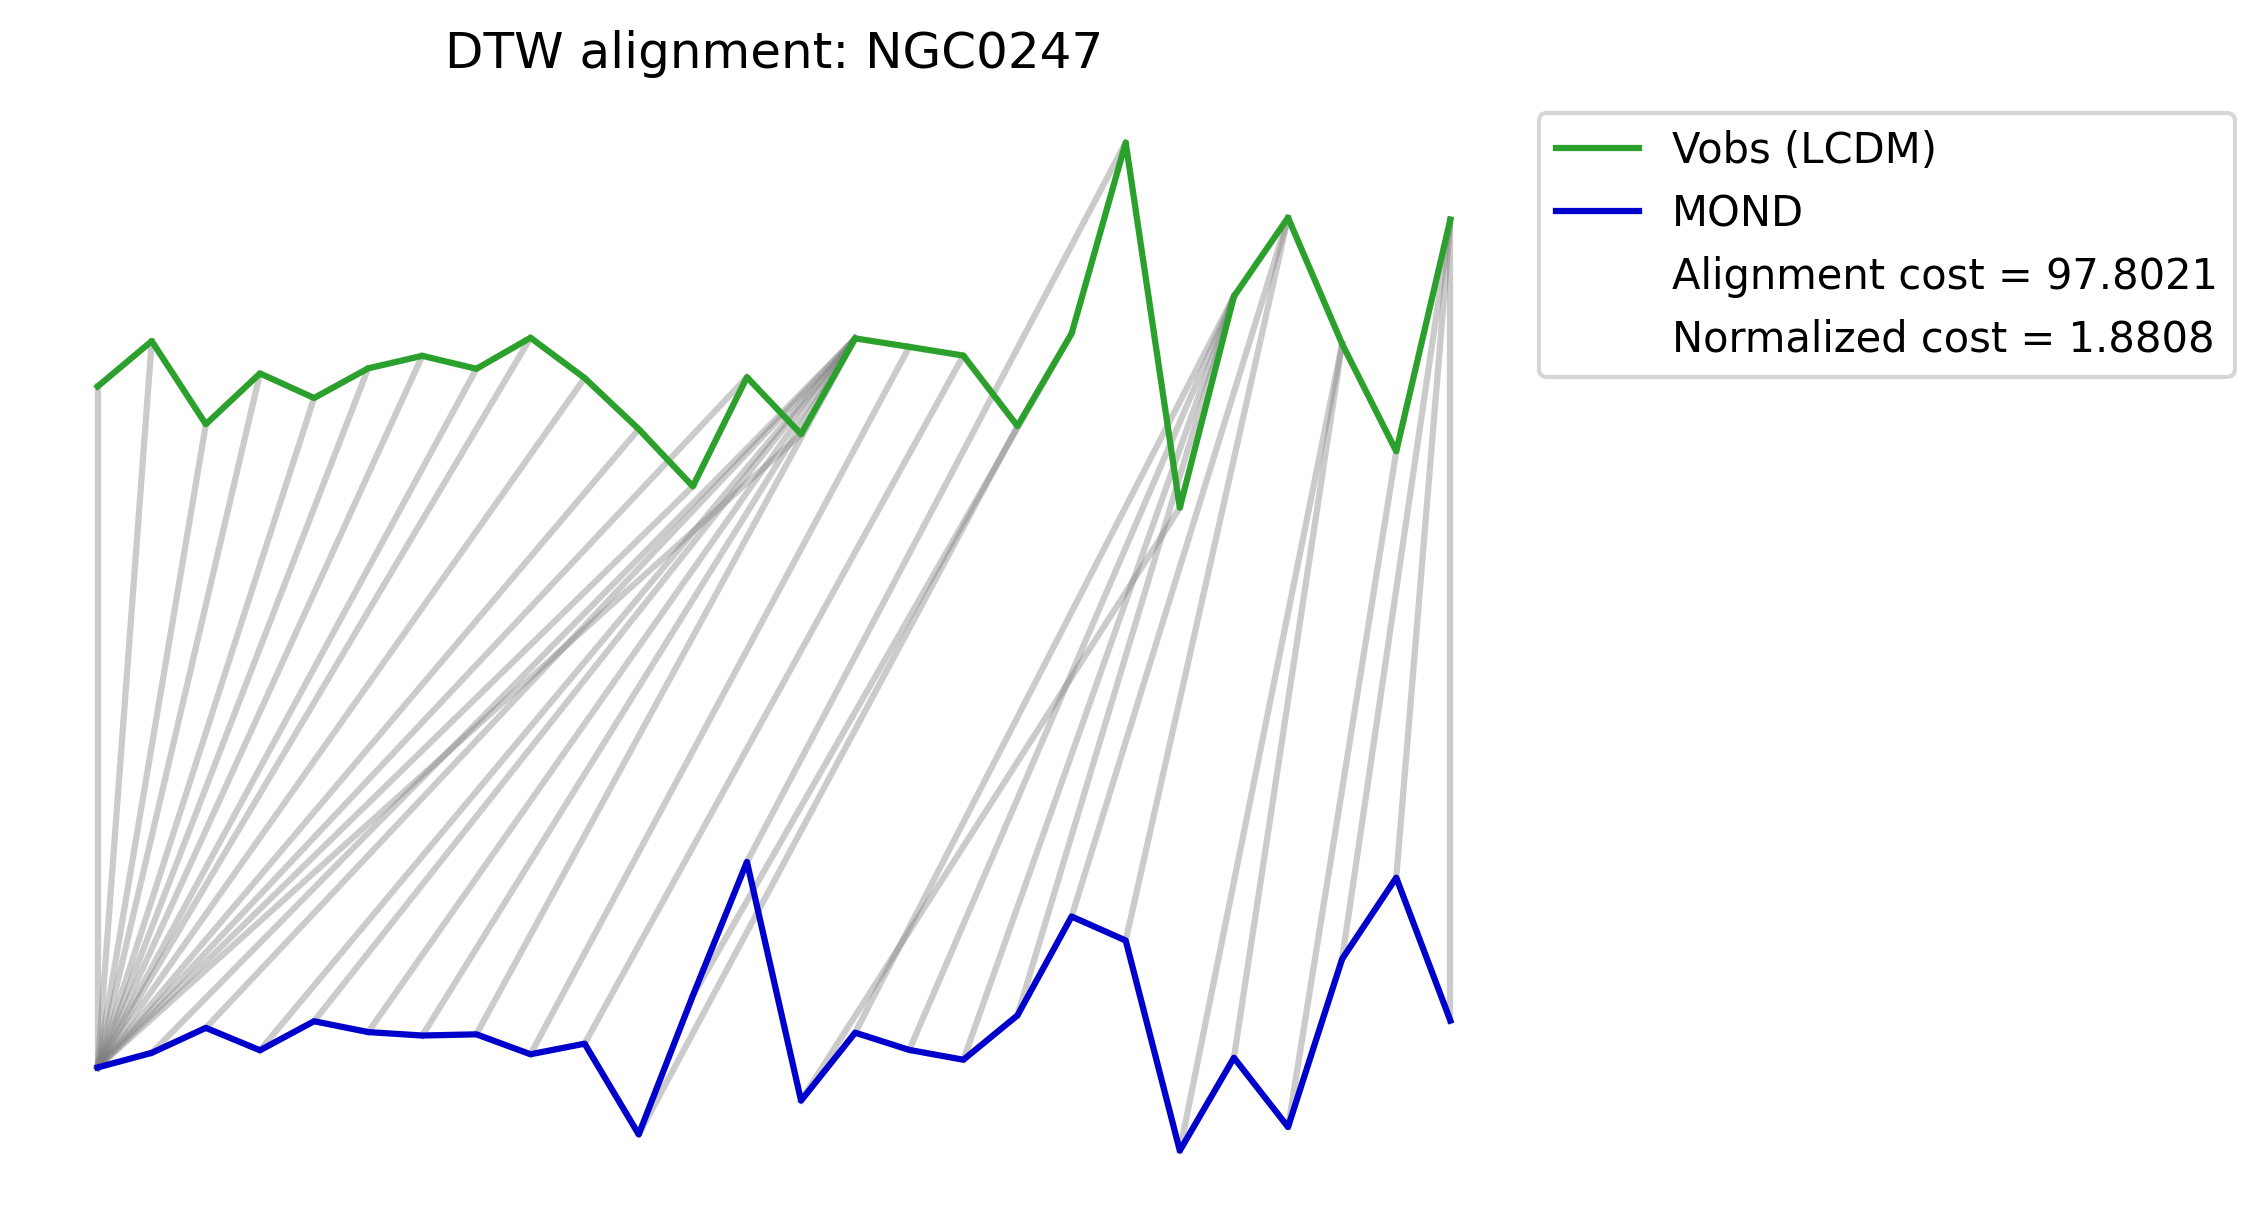 DTW alignment: NGC0247
Vobs (LCDM)
MOND
Alignment cost = 97.8021
Normalized cost = 1.8808